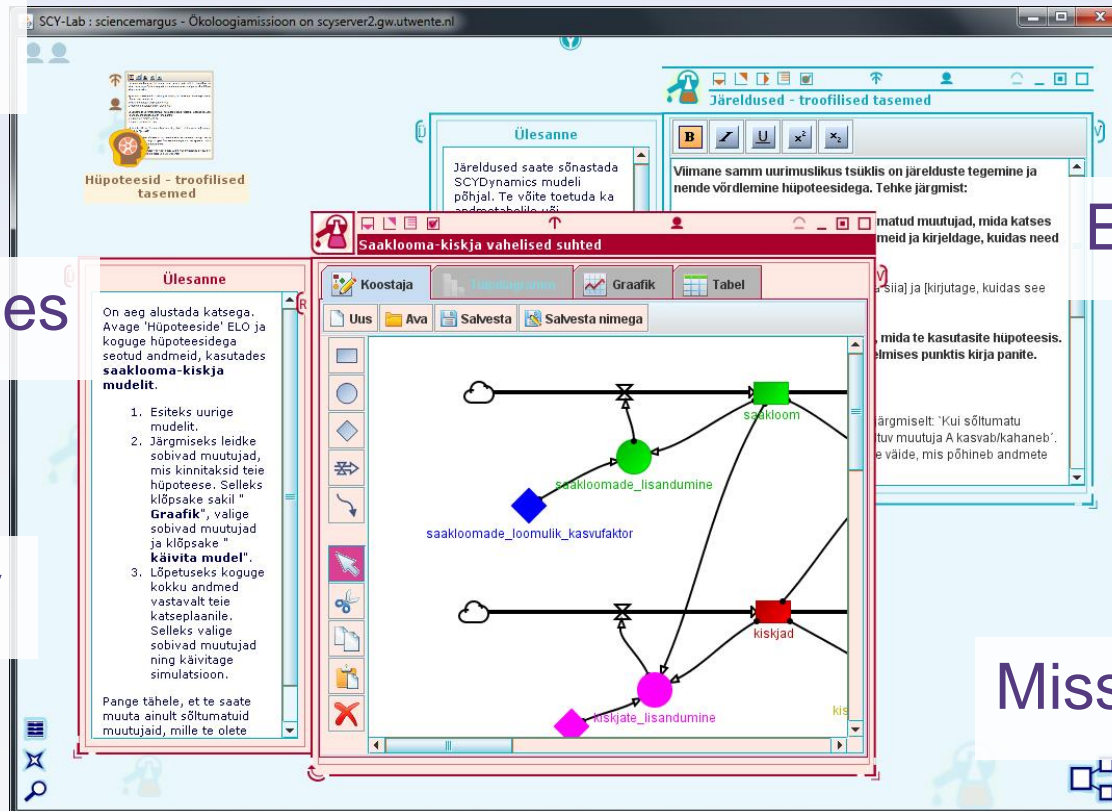 SCY-Lab : sciencemargus - Ökoloogiamissioon on scyserver2.gw.utwente.nl
Hüpoteesid - troofilised
tasemed
Ülesanne
Järeldused saate sõnastada
SCYDynamics mudeli
põhjal. Te võite toetuda ka
andmetabelile või
Järeldused - troofilised tasemed
B I U x² x₂
Viimane samm uurimuslikus tsüklis on järelduste tegemine ja
nende võrdlemine hüpoteesidega. Tehke järgmist:
matud muutujad, mida katses
meid ja kirjeldage, kuidas need
siia] ja [kirjutage, kuidas see
, mida te kasutasite hüpoteesis.
elmises punktis kirja panite.
järgmiselt: `Kui sõltumatu
tuv muutuja A kasvab/kahaneb´.
e väide, mis põhineb andmete
Ülesanne
On aeg alustada katsega.
Avage 'Hüpoteeside' ELO ja
koguge hüpoteesidega
seotud andmeid, kasutades
saaklooma-kiskja
mudelit.
1. Esiteks uurige
mudelit.
2. Järgmiseks leidke
sobivad muutujad,
mis kinnitaksid teie
hüpoteese. Selleks
klõpsake sakil "
Graafik", valige
sobivad muutujad
ja klõpsake "
käivita mudel".
3. Lõpetuseks koguge
kokku andmed
vastavalt teie
katseplaanile.
Selleks valige
sobivad muutujad
ning käivitage
simulatsioon.
Pange tähele, et te saate
muuta ainult sõltumatuid
muutujaid, mille te olete
Saaklooma-kiskja vahelised suhted
Koostaja Graafik Tabel
Uus Ava Salvesta Salvesta nimega
saakloom
saakloomade_lisandumine
saakloomade_loomulik_kasvufaktor
kiskjad
kiskjate_lisandumine
kis
es
E
Miss